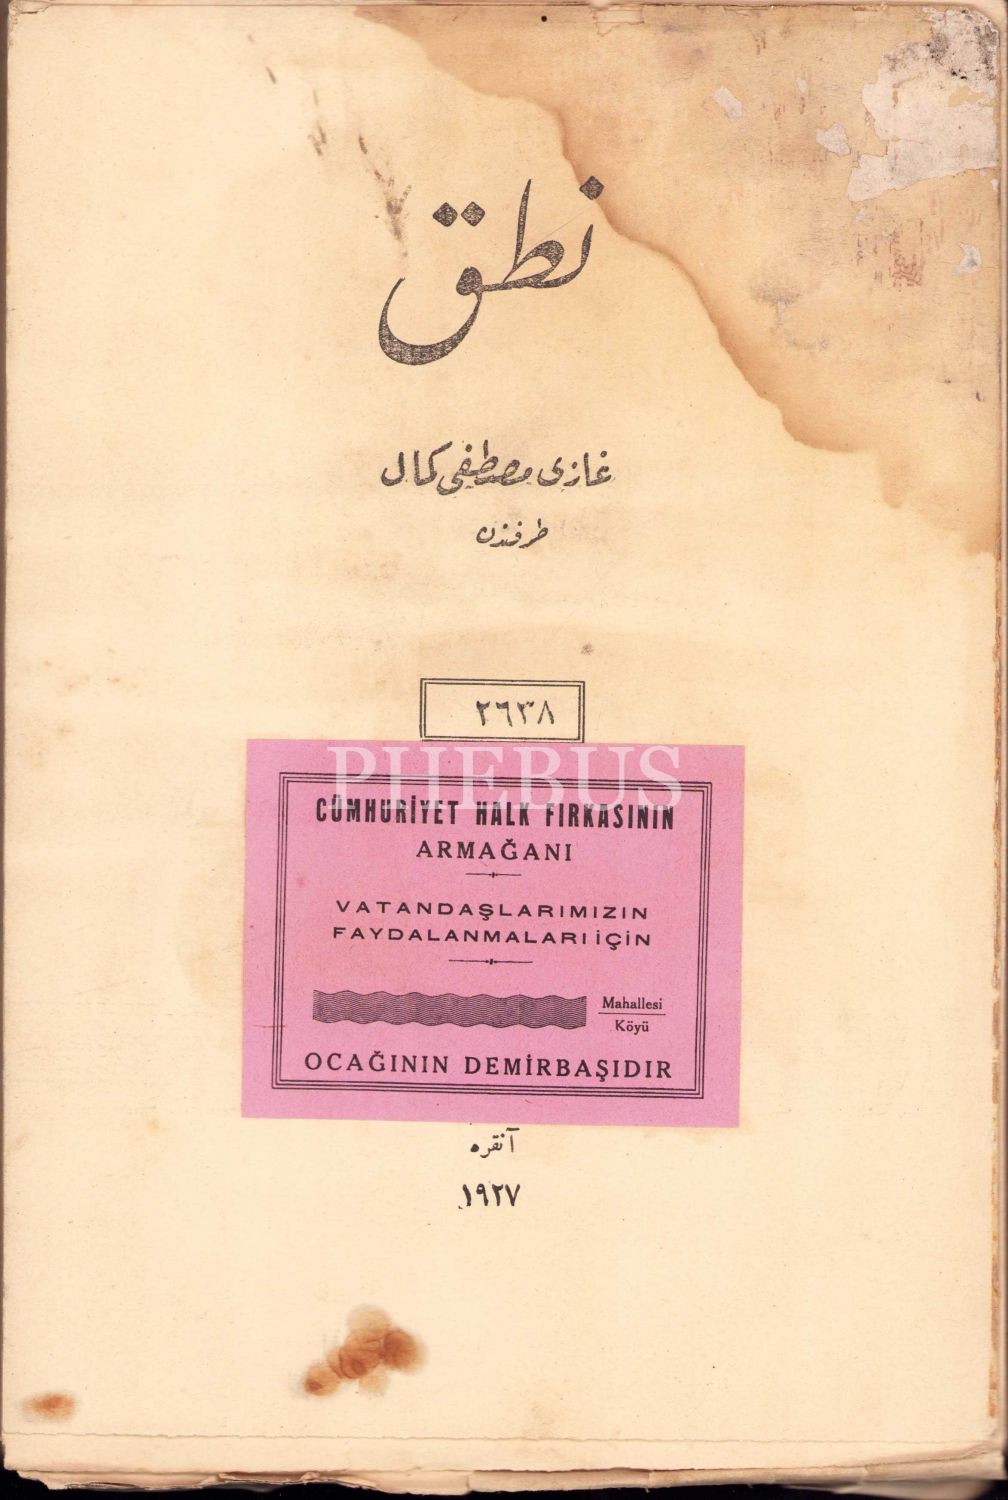 نطق
غازى مصطفى كمال
طرفندن
٢٦٣٨
PHEBUS
CÜMHURİYET HALK FIRKASININ
ARMAĞANI
VATANDAŞLARIMIZIN
FAYDALANMALARI İÇİN
Mahallesi
Köyü
OCAĞININ DEMİRBAŞIDIR
آنقره
١٩٢٧